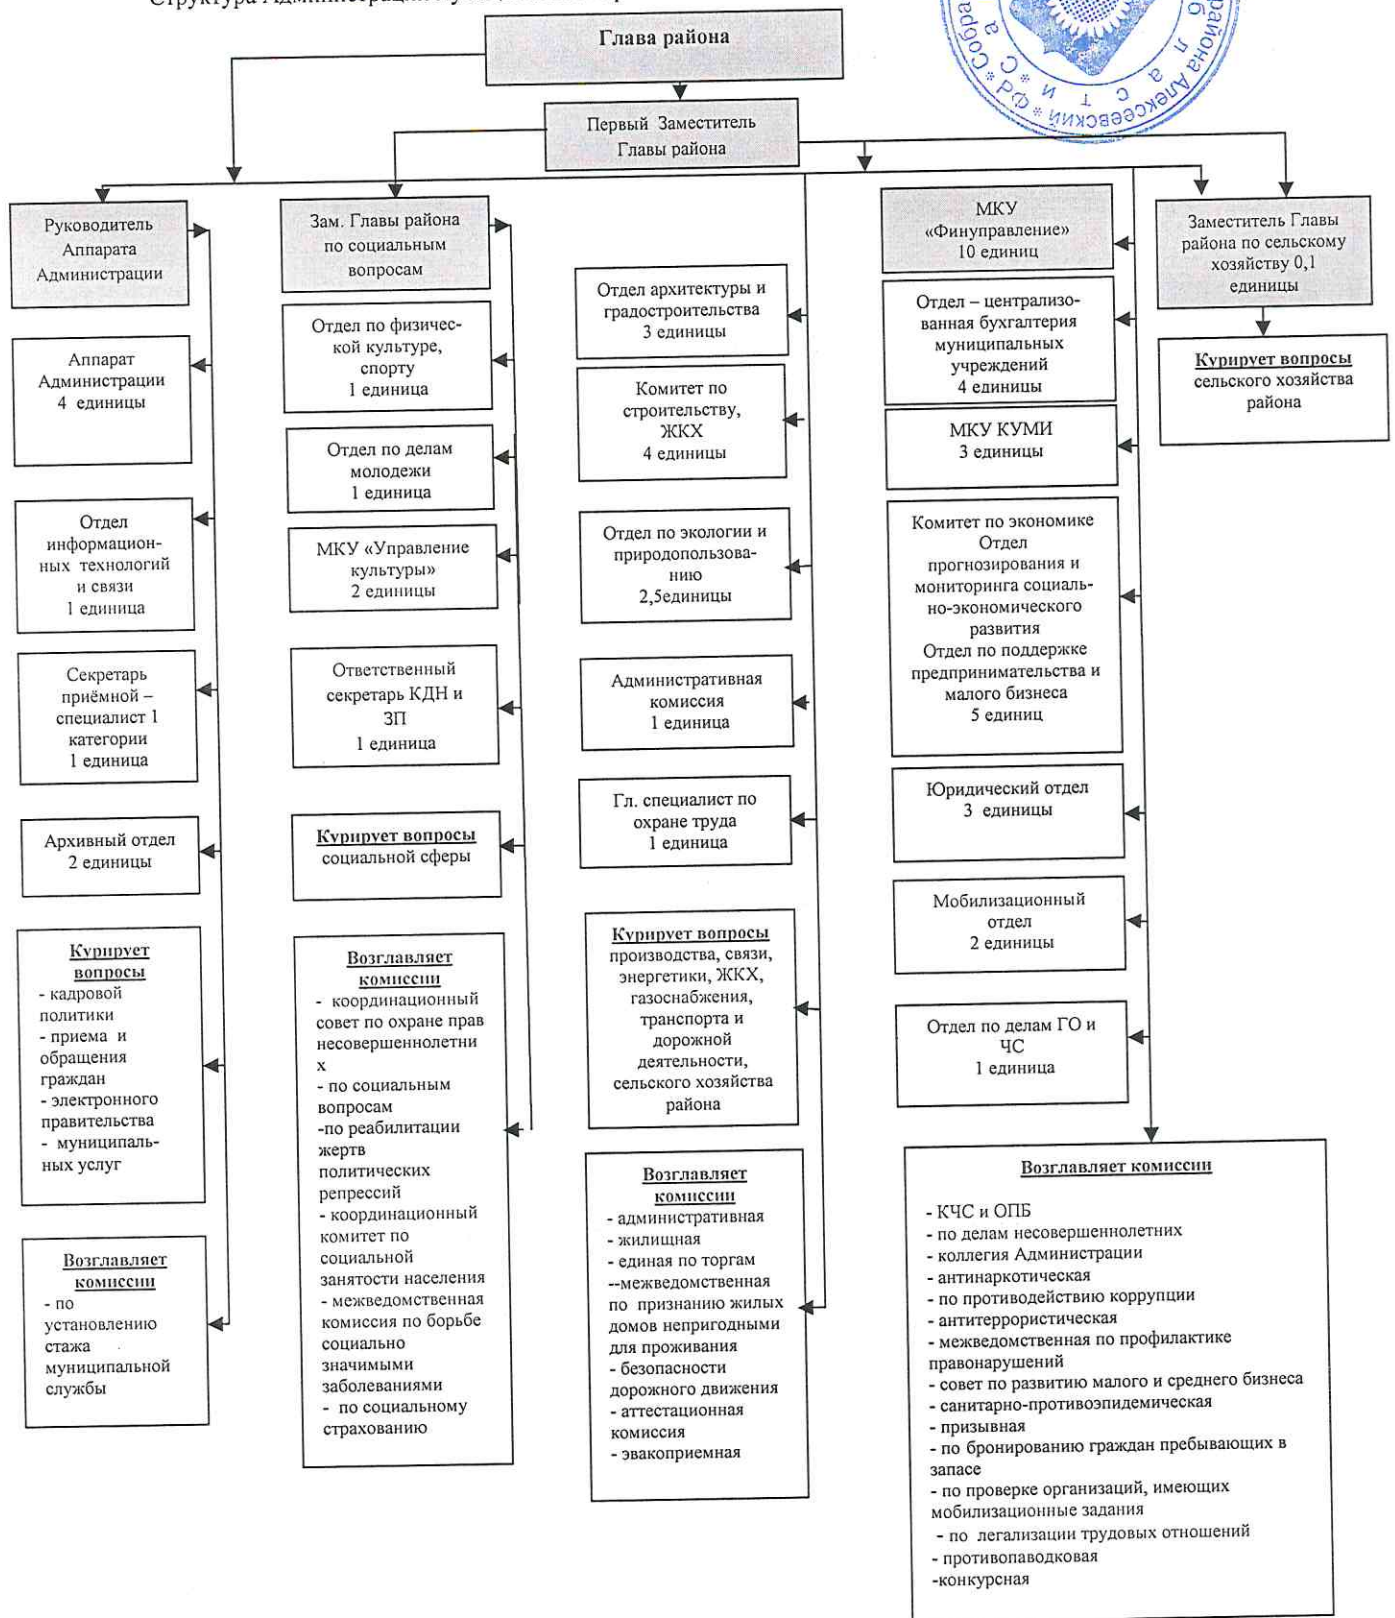 Структура Администрации
Глава района
Первый Заместитель
Главы района
Руководитель
Аппарата
Администрации
Аппарат
Администрации
4 единицы
Отдел
информацион-
ных технологий
и связи
1 единица
Секретарь
приёмной –
специалист 1
категории
1 единица
Архивный отдел
2 единицы
Курирует
вопросы
- кадровой
политики
- приема и
обращения
граждан
- электронного
правительства
- муниципаль-
ных услуг
Возглавляет
комиссии
- по
установлению
стажа
муниципальной
службы
Зам. Главы района
по социальным
вопросам
Отдел по физичес-
кой культуре,
спорту
1 единица
Отдел по делам
молодежи
1 единица
МКУ «Управление
культуры»
2 единицы
Ответственный
секретарь КДН и
ЗП
1 единица
Курирует вопросы
социальной сферы
Возглавляет
комиссии
- координационный
совет по охране прав
несовершеннолетни
х
- по социальным
вопросам
-по реабилитации
жертв
политических
репрессий
- координационный
комитет по
социальной
занятости населения
- межведомственная
комиссия по борьбе
социально
значимыми
заболеваниями
- по социальному
страхованию
Отдел архитектуры и
градостроительства
3 единицы
Комитет по
строительству,
ЖКХ
4 единицы
Отдел по экологии и
природопользова-
нию
2,5единицы
Административная
комиссия
1 единица
Гл. специалист по
охране труда
1 единица
Курирует вопросы
производства, связи,
энергетики, ЖКХ,
газоснабжения,
транспорта и
дорожной
деятельности,
сельского хозяйства
района
Возглавляет
комиссии
- административная
- жилищная
- единая по торгам
--межведомственная
по признанию жилых
домов непригодными
для проживания
- безопасности
дорожного движения
- аттестационная
комиссия
- эвакоприемная
МКУ
«Финуправление»
10 единиц
Отдел – централизо-
ванная бухгалтерия
муниципальных
учреждений
4 единицы
МКУ КУМИ
3 единицы
Комитет по экономике
Отдел
прогнозирования и
мониторинга социаль-
но-экономического
развития
Отдел по поддержке
предпринимательства и
малого бизнеса
5 единиц
Юридический отдел
3 единицы
Мобилизационный
отдел
2 единицы
Отдел по делам ГО и
ЧС
1 единица
Возглавляет комиссии
- КЧС и ОПБ
- по делам несовершеннолетних
- коллегия Администрации
- антинаркотическая
- по противодействию коррупции
- антитеррористическая
- межведомственная по профилактике
правонарушений
- совет по развитию малого и среднего бизнеса
- санитарно-противоэпидемическая
- призывная
- по бронированию граждан пребывающих в
запасе
- по проверке организаций, имеющих
мобилизационные задания
- по легализации трудовых отношений
- противопаводковая
-конкурсная
Заместитель Главы
района по сельскому
хозяйству 0,1
единицы
Курирует вопросы
сельского хозяйства
района
района Алексеевский * РФ * Собра